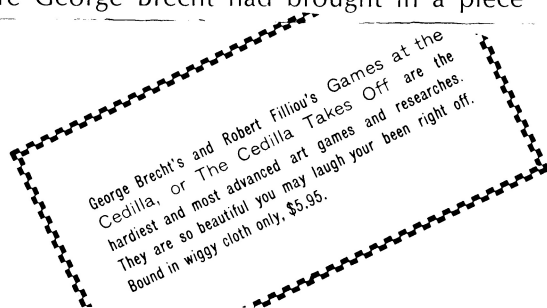 re George Brecht had brought in a piece
George Brecht's and Robert Filliou's Games at the
Cedilla, or The Cedilla Takes Off are the
hardiest and most advanced art games and researches.
They are so beautiful you may laugh your been right off.
Bound in wiggy cloth only, $5.95.